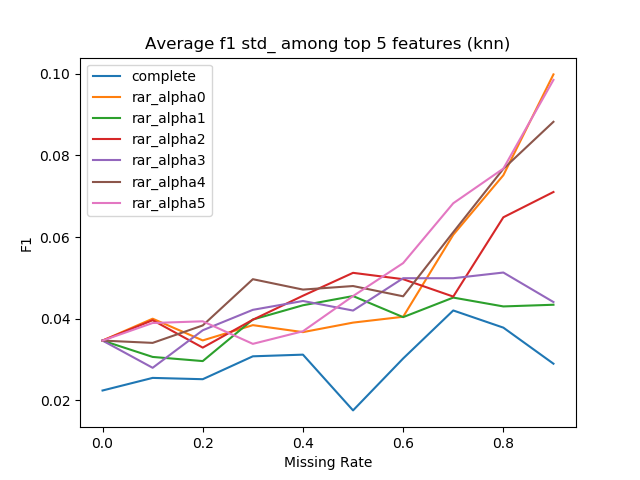 Average f1 std_ among top 5 features (knn)
complete
rar_alpha0
rar_alpha1
rar_alpha2
rar_alpha3
rar_alpha4
rar_alpha5
0.10
0.08
0.06
0.04
0.02
F1
0.0 0.2 0.4 0.6 0.8
Missing Rate